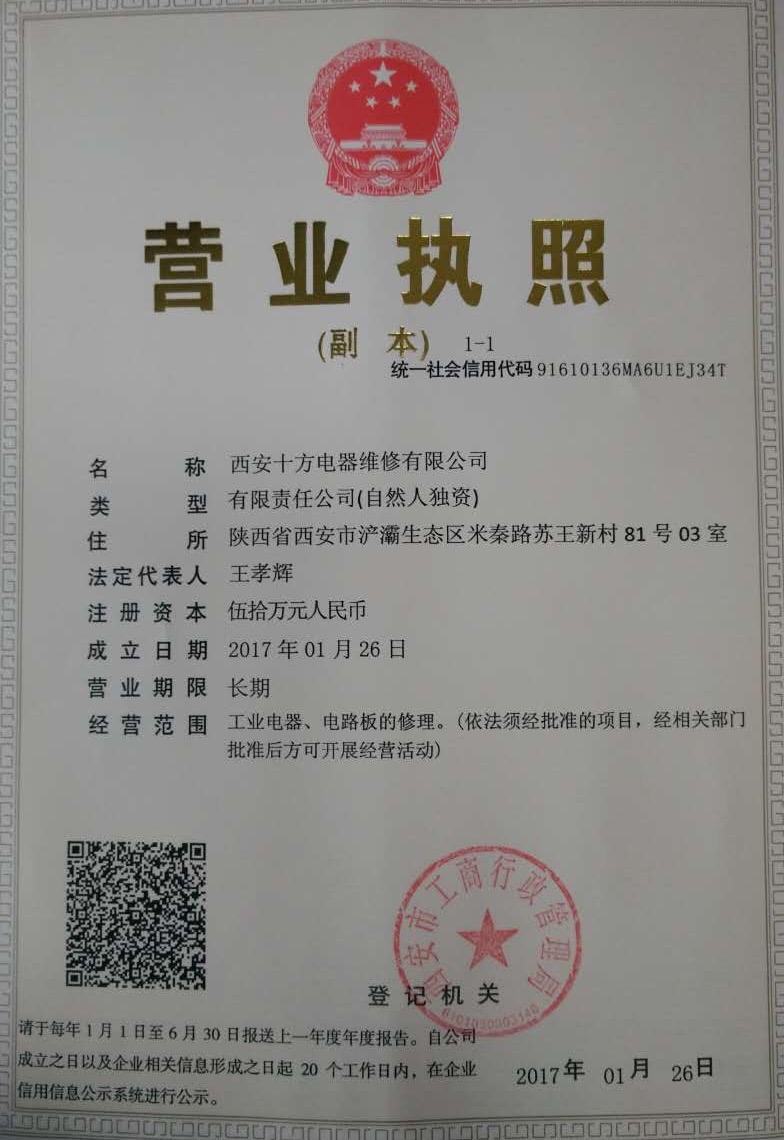 营业执照
(副 本) 1-1
统一社会信用代码 91610136MA6U1EJ34T
名 称 西安十方电器维修有限公司
类 型 有限责任公司(自然人独资)
住 所 陕西省西安市浐灞生态区米秦路苏王新村 81 号 03 室
法定代表人 王孝辉
注册资本 伍拾万元人民币
成立日期 2017 年 01 月 26 日
营业期限 长期
经营范围 工业电器、电路板的修理。(依法须经批准的项目，经相关部门
批准后方可开展经营活动)
西安市工商行政管理局
登记机关
6101030303140
请于每年 1 月 1 日至 6 月 30 日报送上一年度年度报告。自公司
成立之日以及企业相关信息形成之日起 20 个工作日内，在企业
信用信息公示系统进行公示。
2017 年 01 月 26 日